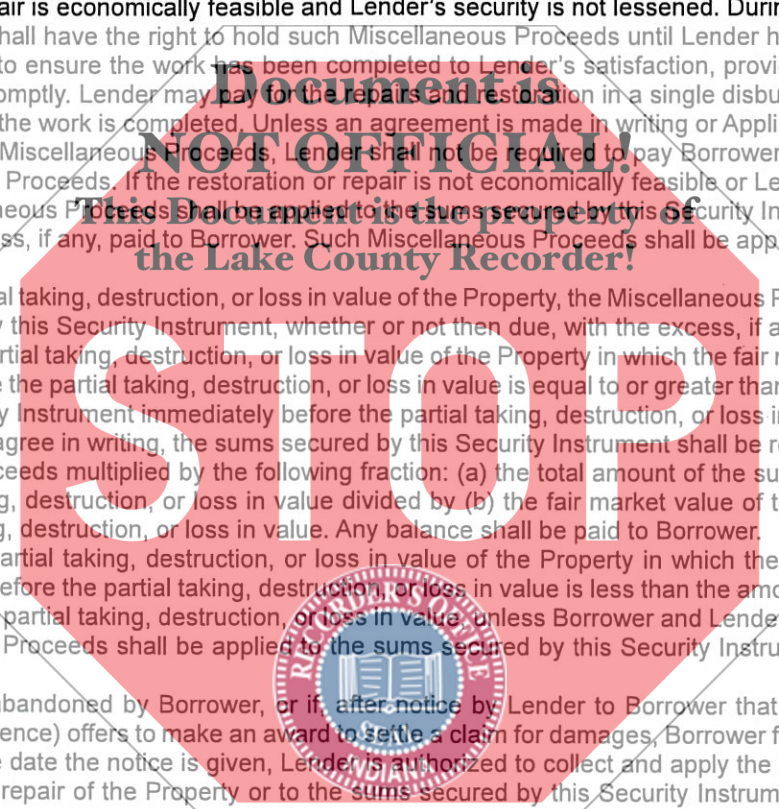 air is economically feasible and Lender's security is not lessened. Durin
hall have the right to hold such Miscellaneous Proceeds until Lender h
to ensure the work has been completed to Lender's satisfaction, provi
omptly. Lender may pay for the repairs and restoration in a single disbu
Document is
the work is completed. Unless an agreement is made in writing or Appli
NOT OFFICIAL!
Miscellaneous Proceeds, Lender shall not be required to pay Borrower
Proceeds. If the restoration or repair is not economically feasible or Le
This Document is the property of
neous Proceeds shall be applied to the sums secured by this Security In
ss, if any, paid to Borrower. Such Miscellaneous Proceeds shall be appl
the Lake County Recorder!
al taking, destruction, or loss in value of the Property, the Miscellaneous P
y this Security Instrument, whether or not then due, with the excess, if a
rtial taking, destruction, or loss in value of the Property in which the fair m
e the partial taking, destruction, or loss in value is equal to or greater than
y Instrument immediately before the partial taking, destruction, or loss i
agree in writing, the sums secured by this Security Instrument shall be r
STOP
ceeds multiplied by the following fraction: (a) the total amount of the su
g, destruction, or loss in value divided by (b) the fair market value of t
g, destruction, or loss in value. Any balance shall be paid to Borrower.
artial taking, destruction, or loss in value of the Property in which the
efore the partial taking, destruction, or loss in value is less than the amo
partial taking, destruction, or loss in value, unless Borrower and Lende
Proceeds shall be applied to the sums secured by this Security Instru
RECORDER'S OFFICE
bandoned by Borrower, or if, after notice by Lender to Borrower that
ence) offers to make an award to settle a claim for damages, Borrower f
SEAL
e date the notice is given, Lender is authorized to collect and apply the
INDIANA
repair of the Property or to the sums secured by this Security Instrum